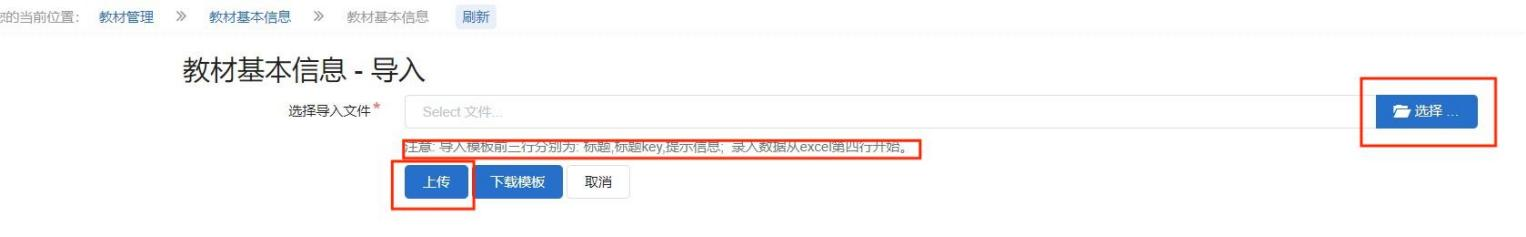 您的当前位置： 教材管理 教材基本信息 教材基本信息 刷新
教材基本信息 - 导入
选择导入文件* Select 文件... 选择 ...
注意: 导入模板前三行分别为: 标题,标题key,提示信息; 录入数据从excel第四行开始。
上传 下载模板 取消